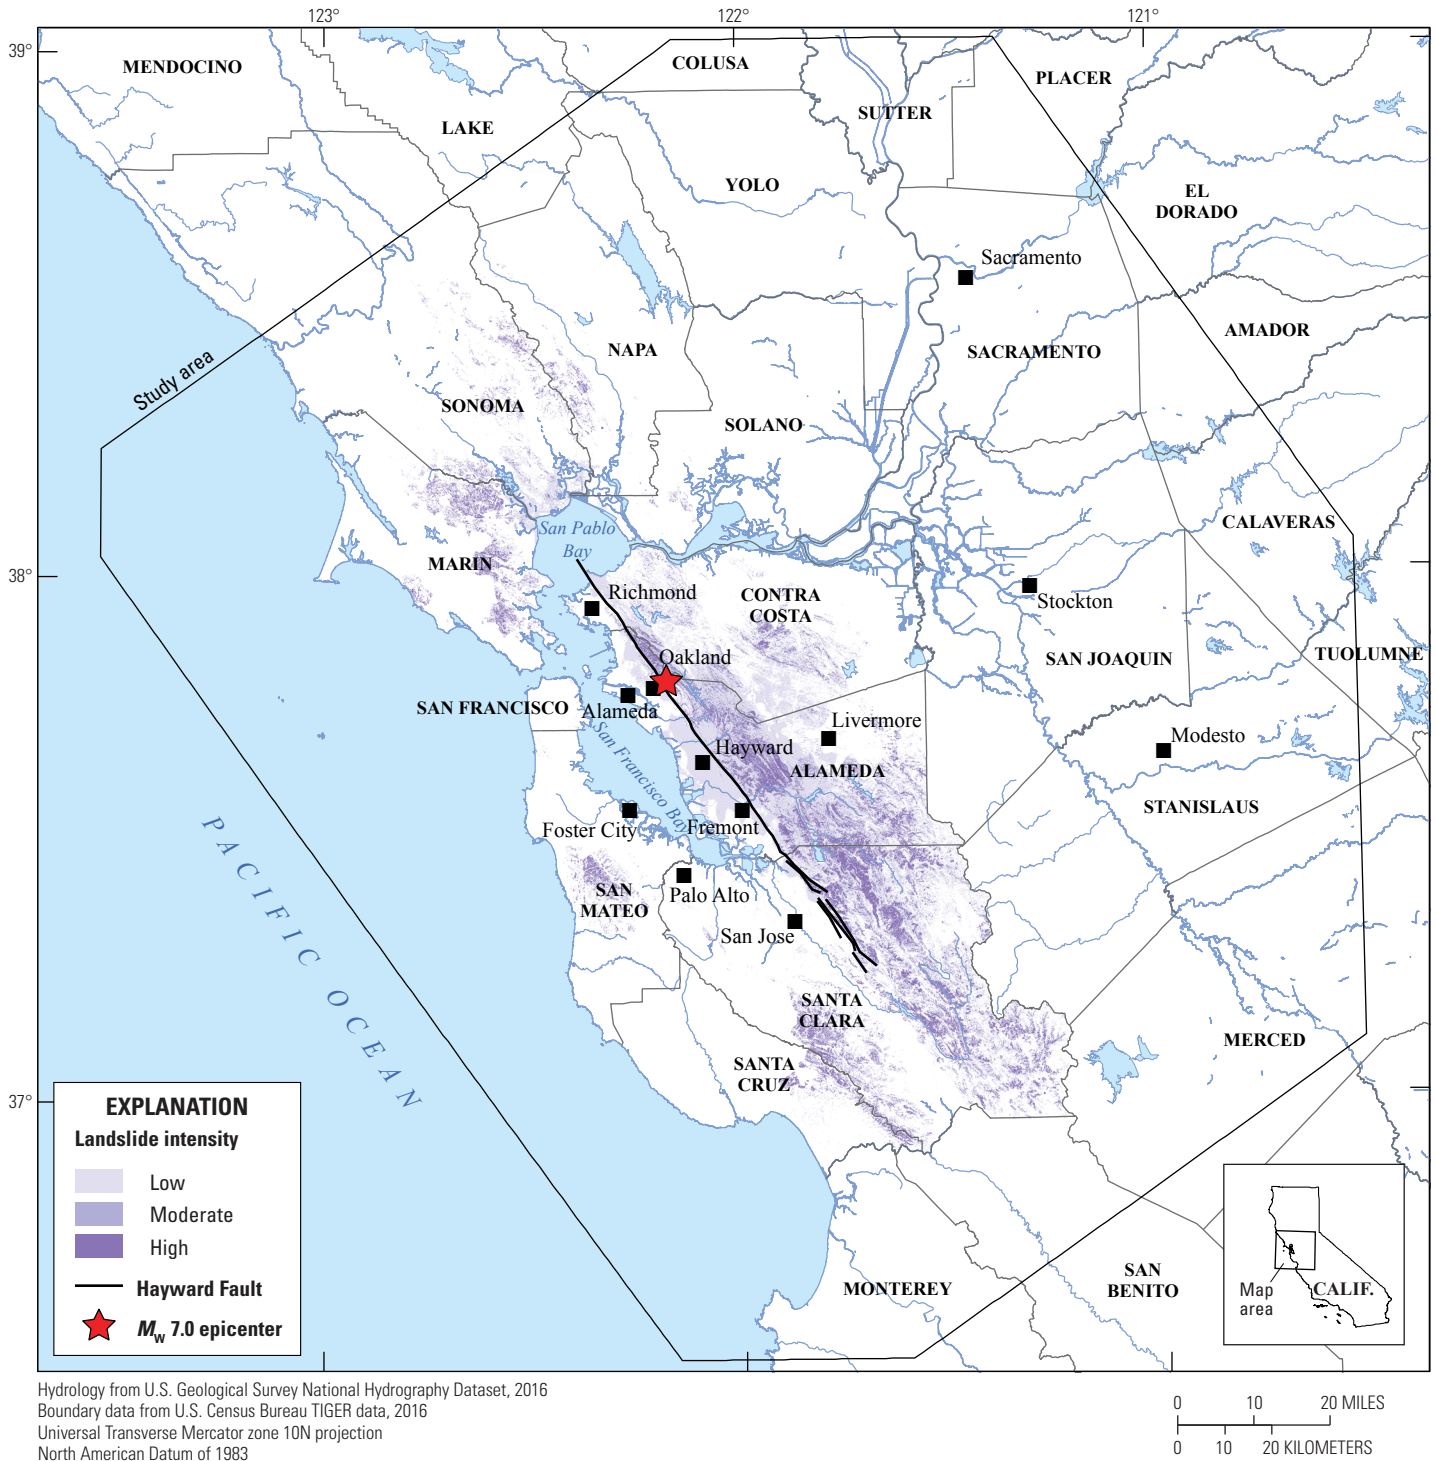 123°
122°
121°
39°
38°
37°
MENDOCINO
COLUSA
PLACER
LAKE
SUTTER
YOLO
EL
DORADO
Sacramento
AMADOR
NAPA
SACRAMENTO
Study area
SONOMA
SOLANO
CALAVERAS
San Pablo
Bay
MARIN
Richmond
CONTRA
COSTA
Stockton
Oakland
SAN JOAQUIN
TUOLUMNE
SAN FRANCISCO
Alameda
Livermore
Hayward
Modesto
San Francisco Bay
ALAMEDA
STANISLAUS
Foster City
Fremont
PACIFIC OCEAN
SAN
MATEO
Palo Alto
San Jose
SANTA
CLARA
MERCED
SANTA
CRUZ
MONTEREY
SAN
BENITO
EXPLANATION
Landslide intensity
Low
Moderate
High
Hayward Fault
Mw 7.0 epicenter
Map
area
CALIF.
Hydrology from U.S. Geological Survey National Hydrography Dataset, 2016
Boundary data from U.S. Census Bureau TIGER data, 2016
Universal Transverse Mercator zone 10N projection
North American Datum of 1983
0 10 20 MILES
0 10 20 KILOMETERS